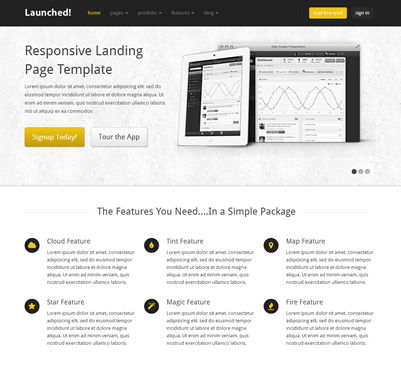 Launched!
home pages portfolio features blog
Start Free Trial! sign in
Responsive Landing
Page Template
Lorem ipsum dolor sit amet, consectetur adipisicing elit, sed do
eiusmod tempor incididunt ut labore et dolore magna aliqua. Ut
enim ad minim veniam, quis nostrud exercitation ullamco laboris
nisi ut aliquip ex ea commodo
Signup Today!
Tour the App
The Features You Need....In a Simple Package
Cloud Feature
Lorem ipsum dolor sit amet, consectetur
adipisicing elit, sed do eiusmod tempor
incididunt ut labore et dolore magna
aliqua. Ut enim ad minim veniam, quis
nostrud exercitation ullamco laboris.
Tint Feature
Lorem ipsum dolor sit amet, consectetur
adipisicing elit, sed do eiusmod tempor
incididunt ut labore et dolore magna
aliqua. Ut enim ad minim veniam, quis
nostrud exercitation ullamco laboris.
Map Feature
Lorem ipsum dolor sit amet, consectetur
adipisicing elit, sed do eiusmod tempor
incididunt ut labore et dolore magna
aliqua. Ut enim ad minim veniam, quis
nostrud exercitation ullamco laboris.
Star Feature
Lorem ipsum dolor sit amet, consectetur
adipisicing elit, sed do eiusmod tempor
incididunt ut labore et dolore magna
aliqua. Ut enim ad minim veniam, quis
nostrud exercitation ullamco laboris.
Magic Feature
Lorem ipsum dolor sit amet, consectetur
adipisicing elit, sed do eiusmod tempor
incididunt ut labore et dolore magna
aliqua. Ut enim ad minim veniam, quis
nostrud exercitation ullamco laboris.
Fire Feature
Lorem ipsum dolor sit amet, consectetur
adipisicing elit, sed do eiusmod tempor
incididunt ut labore et dolore magna
aliqua. Ut enim ad minim veniam, quis
nostrud exercitation ullamco laboris.